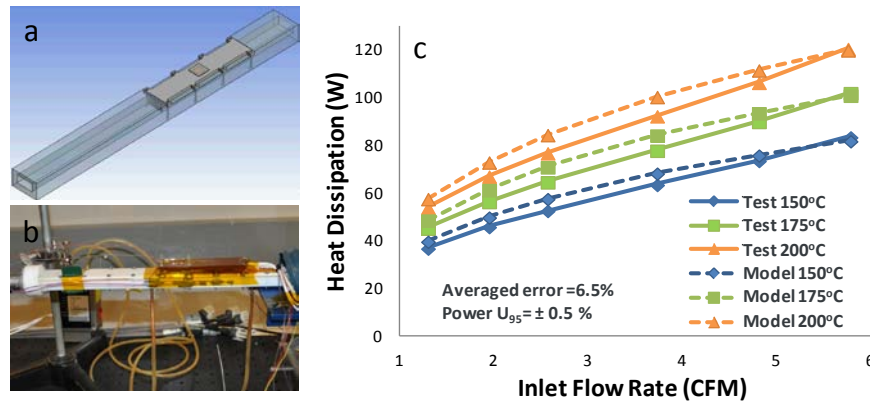 a
b
c
Heat Dissipation (W)
120
100
80
60
40
20
0
Test 150°C
Test 175°C
Test 200°C
Model 150°C
Model 175°C
Model 200°C
Averaged error =6.5%
Power U₉₅= ± 0.5 %
1 2 3 4 5 6
Inlet Flow Rate (CFM)